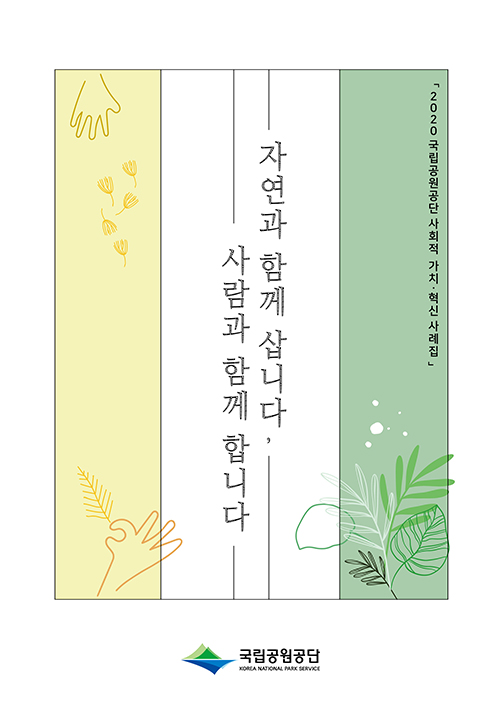 「2020 국립공원공단 사회적 가치·혁신 사례집」
자연과 함께 삽니다,
사람과 함께 합니다
국립공원공단
KOREA NATIONAL PARK SERVICE